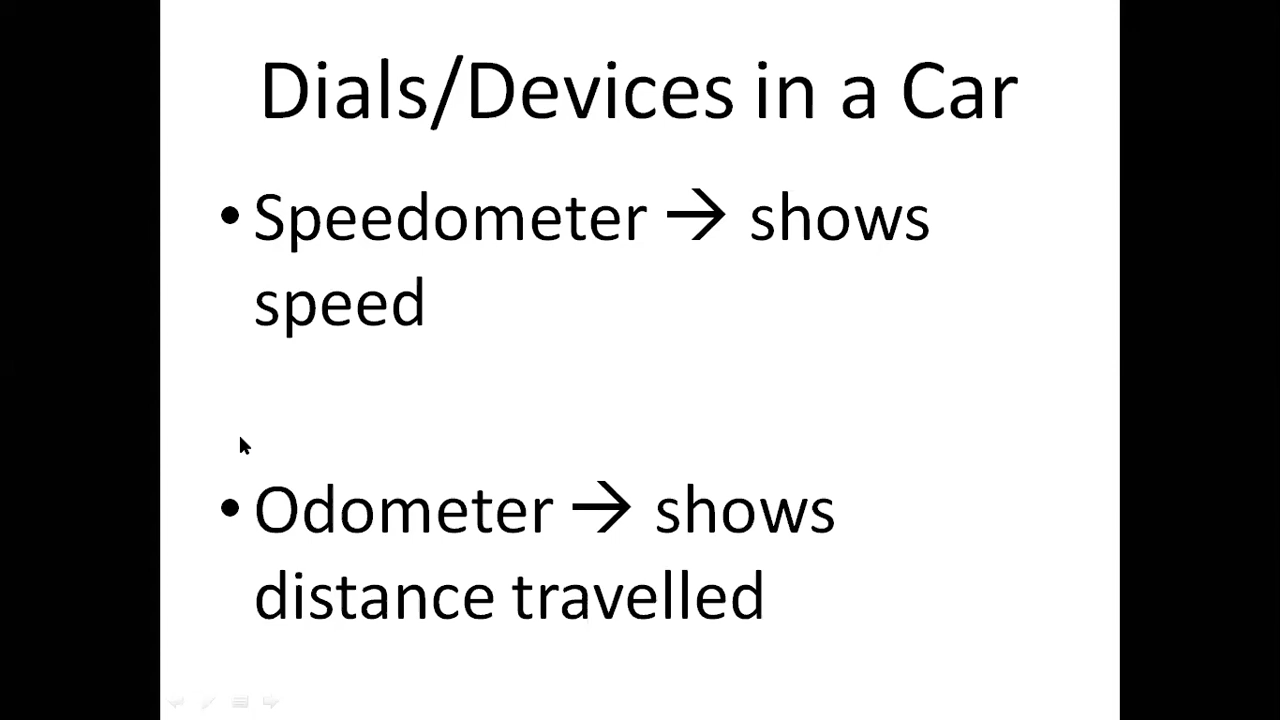 Dials/Devices in a Car
• Speedometer → shows
speed
• Odometer → shows
distance travelled